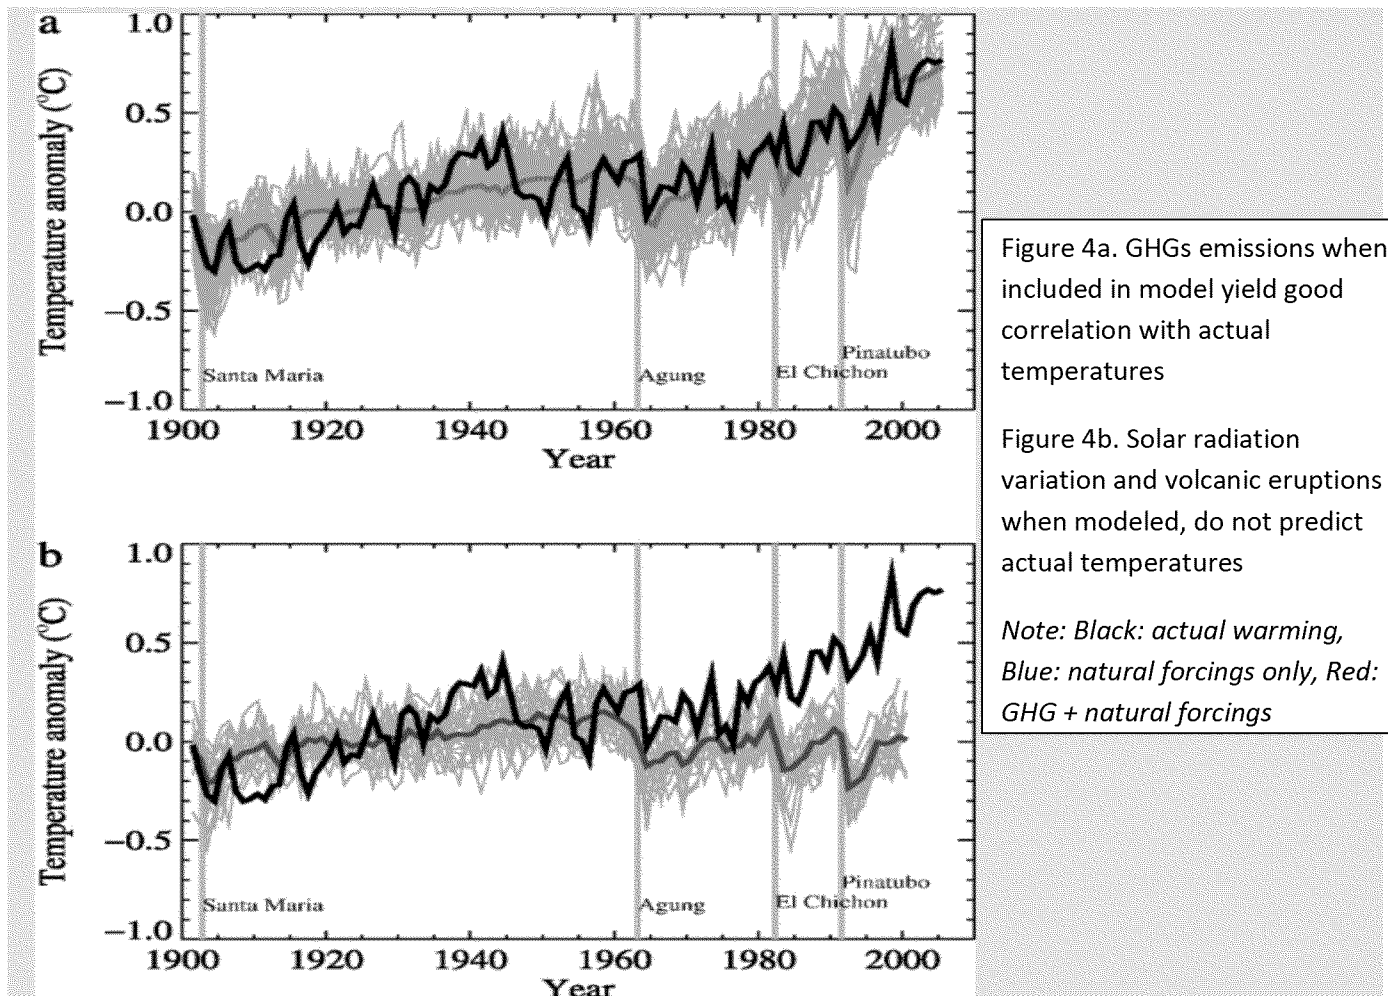 a
1.0
0.5
0.0
−0.5
−1.0
Temperature anomaly (°C)
Santa Maria
Agung
El Chichon
Pinatubo
1900 1920 1940 1960 1980 2000
Year
b
1.0
0.5
0.0
−0.5
−1.0
Temperature anomaly (°C)
Santa Maria
Agung
El Chichon
Pinatubo
1900 1920 1940 1960 1980 2000
Year
Figure 4a. GHGs emissions when
included in model yield good
correlation with actual
temperatures
Figure 4b. Solar radiation
variation and volcanic eruptions
when modeled, do not predict
actual temperatures
Note: Black: actual warming,
Blue: natural forcings only, Red:
GHG + natural forcings